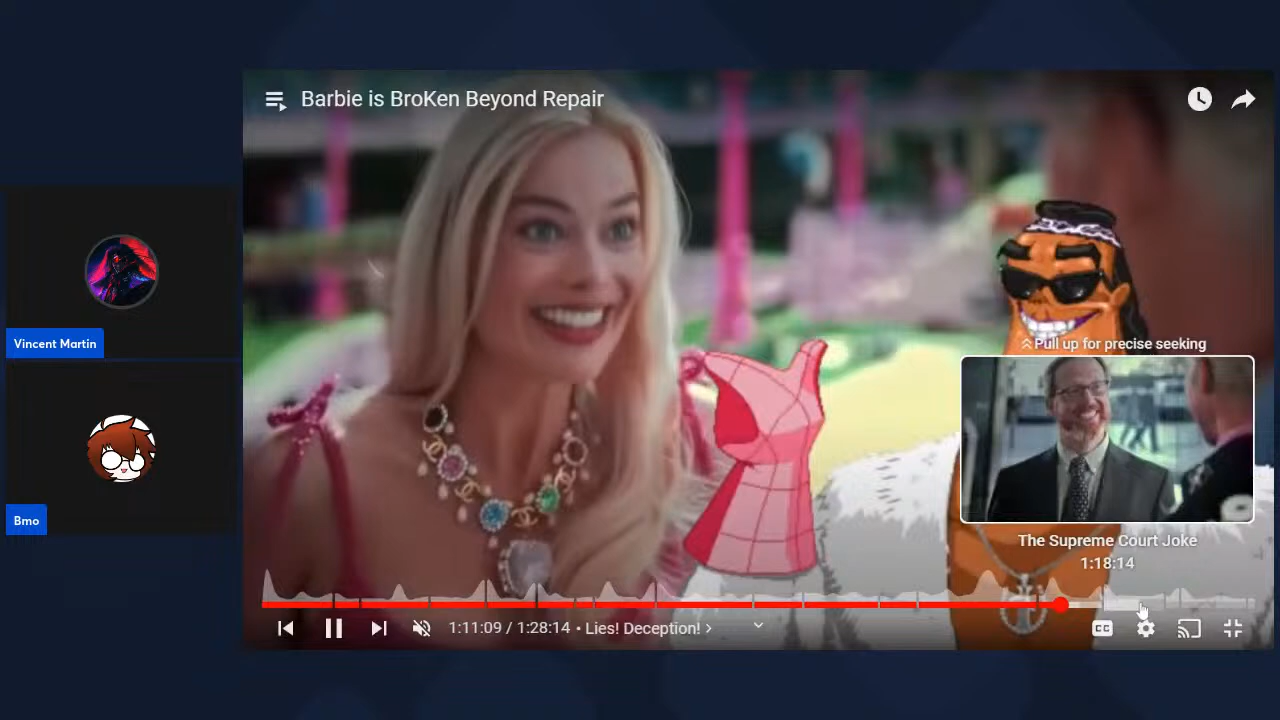 Barbie is BroKen Beyond Repair
Vincent Martin
Bmo
Pull up for precise seeking
The Supreme Court Joke
1:18:14
1:11:09 / 1:28:14 • Lies! Deception! >
CC